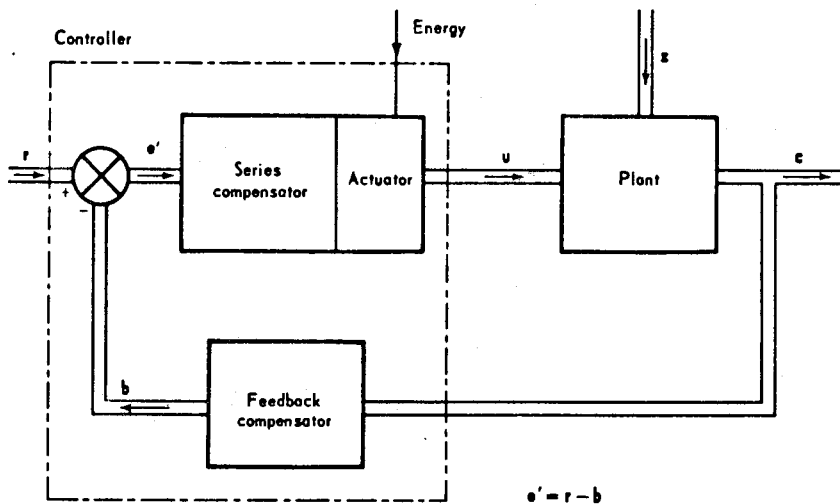 Energy
Controller
z
r
e'
u
c
Series
compensator
Actuator
Plant
+
-
b
Feedback
compensator
e' = r - b